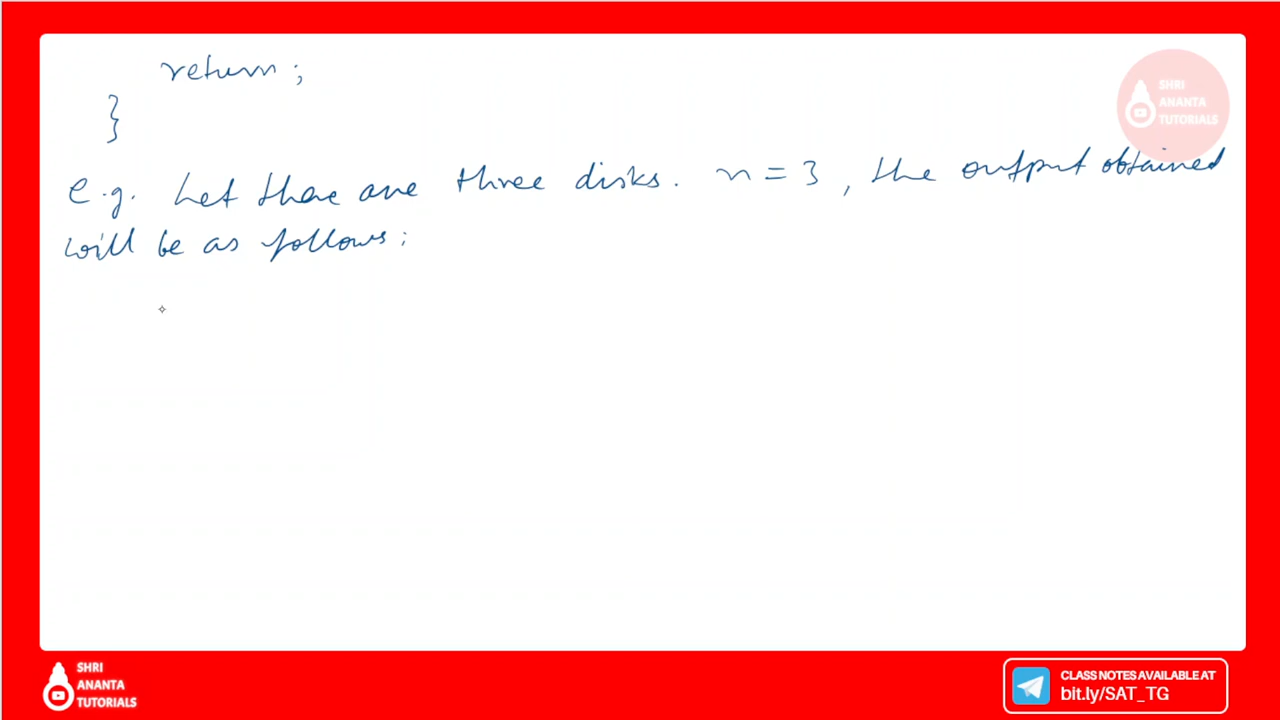 return;
}
e.g. Let there are three disks. n = 3, the output obtained
will be as follows:
SHRI
ANANTA
TUTORIALS
SHRI
ANANTA
TUTORIALS
CLASS NOTES AVAILABLE AT
bit.ly/SAT_TG